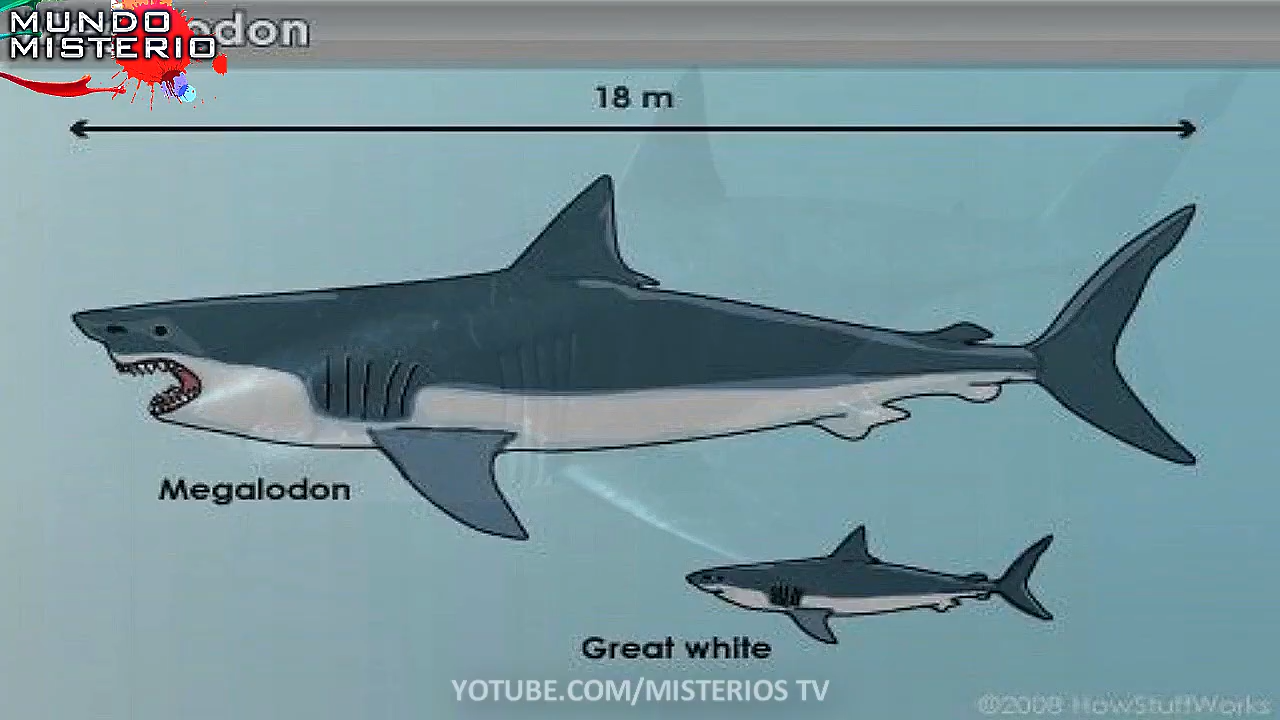 MUNDO
MISTERIO
odon
18 m
Megalodon
Great white
YOTUBE.COM/MISTERIOS TV
©2008 HowStuffWorks